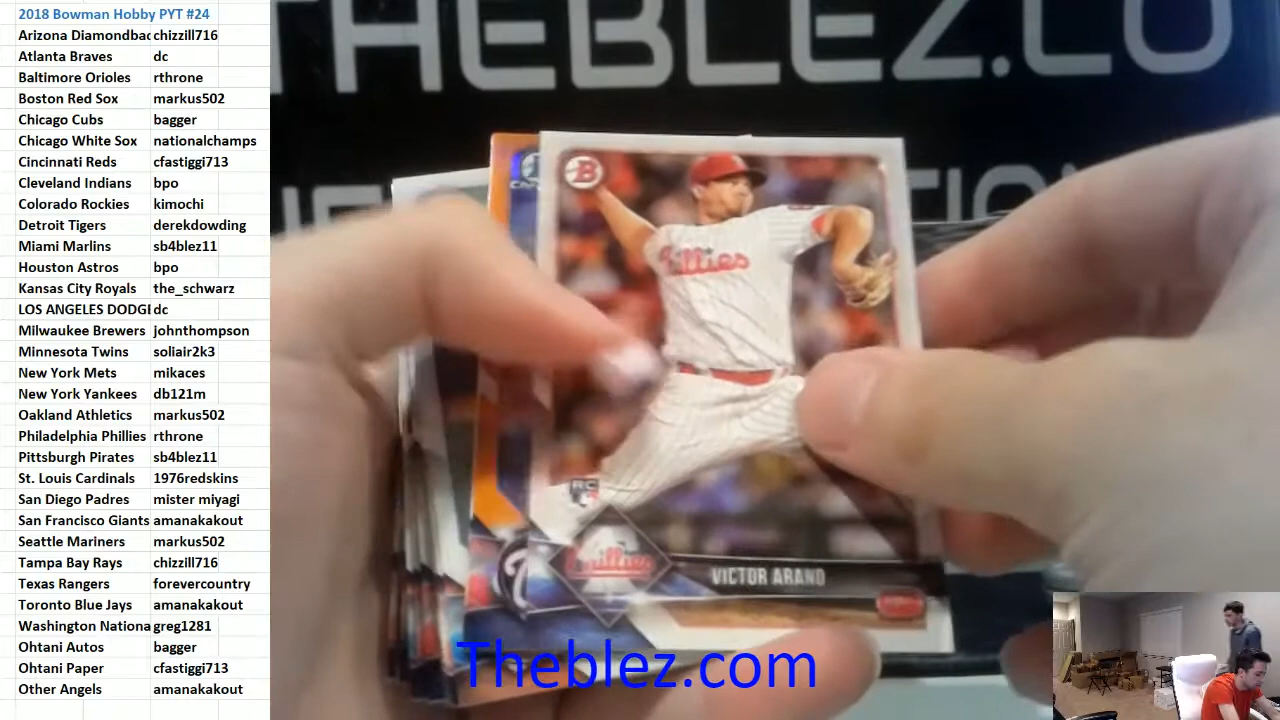 2018 Bowman Hobby PYT #24
Arizona Diamondbac chizzill716
Atlanta Braves dc
Baltimore Orioles rthrone
Boston Red Sox markus502
Chicago Cubs bagger
Chicago White Sox nationalchamps
Cincinnati Reds cfastiggi713
Cleveland Indians bpo
Colorado Rockies kimochi
Detroit Tigers derekdowding
Miami Marlins sb4blez11
Houston Astros bpo
Kansas City Royals the_schwarz
LOS ANGELES DODGE dc
Milwaukee Brewers johnthompson
Minnesota Twins soliair2k3
New York Mets mikaces
New York Yankees db121m
Oakland Athletics markus502
Philadelphia Phillies rthrone
Pittsburgh Pirates sb4blez11
St. Louis Cardinals 1976redskins
San Diego Padres mister miyagi
San Francisco Giants amanakakout
Seattle Mariners markus502
Tampa Bay Rays chizzill716
Texas Rangers forevercountry
Toronto Blue Jays amanakakout
Washington Nationa greg1281
Ohtani Autos bagger
Ohtani Paper cfastiggi713
Other Angels amanakakout
THEBLEZ.CO
B
Phillies
RC
Phillies
VICTOR ARANO
Theblez.com